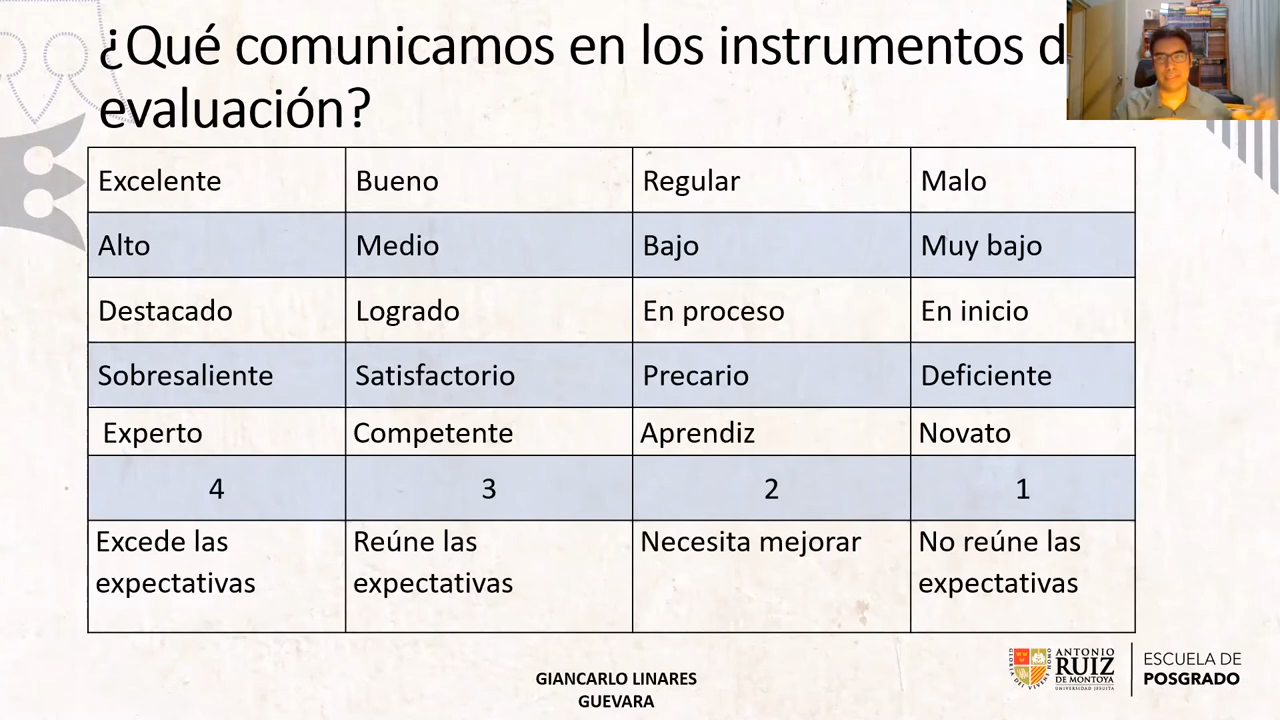 ¿Qué comunicamos en los instrumentos d
evaluación?
Excelente Bueno Regular Malo
Alto Medio Bajo Muy bajo
Destacado Logrado En proceso En inicio
Sobresaliente Satisfactorio Precario Deficiente
Experto Competente Aprendiz Novato
4 3 2 1
Excede las Reúne las Necesita mejorar No reúne las
expectativas expectativas expectativas
GIANCARLO LINARES
GUEVARA
ANTONIO
RUIZ
DE MONTOYA
UNIVERSIDAD JESUITA
ESCUELA DE
POSGRADO